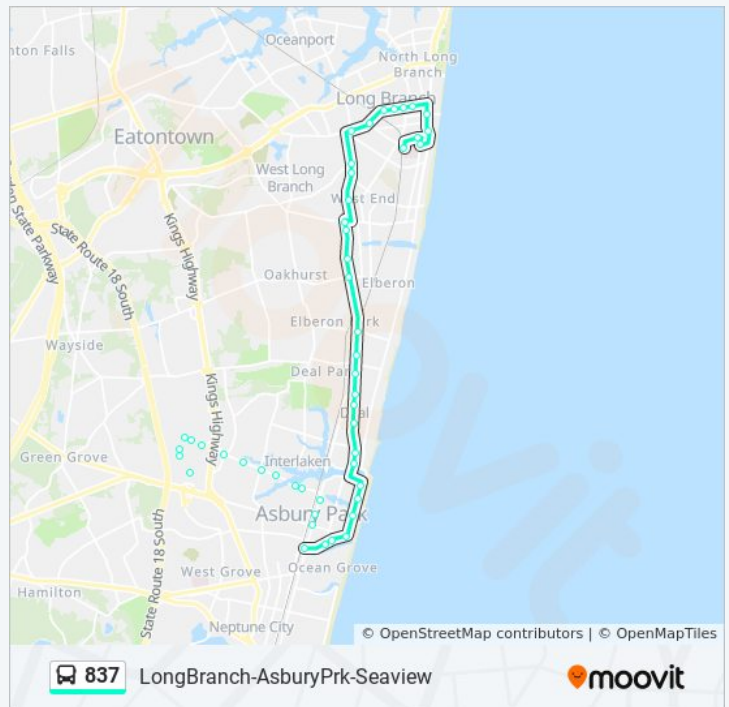 Oceanport
nton Falls
North Long
Branch
Long Branch
Eatontown
West Long
Branch
West End
Kings Highway
State Route 18 South
Oakhurst
Elberon
Elberon Park
Wayside
Deal Park
Kings Highway
Deal
Green Grove
Interlaken
Asbury Park
State Route 18 South
West Grove
Ocean Grove
Hamilton
Neptune City
© OpenStreetMap contributors | © OpenMapTiles
837 LongBranch-AsburyPrk-Seaview
moovit